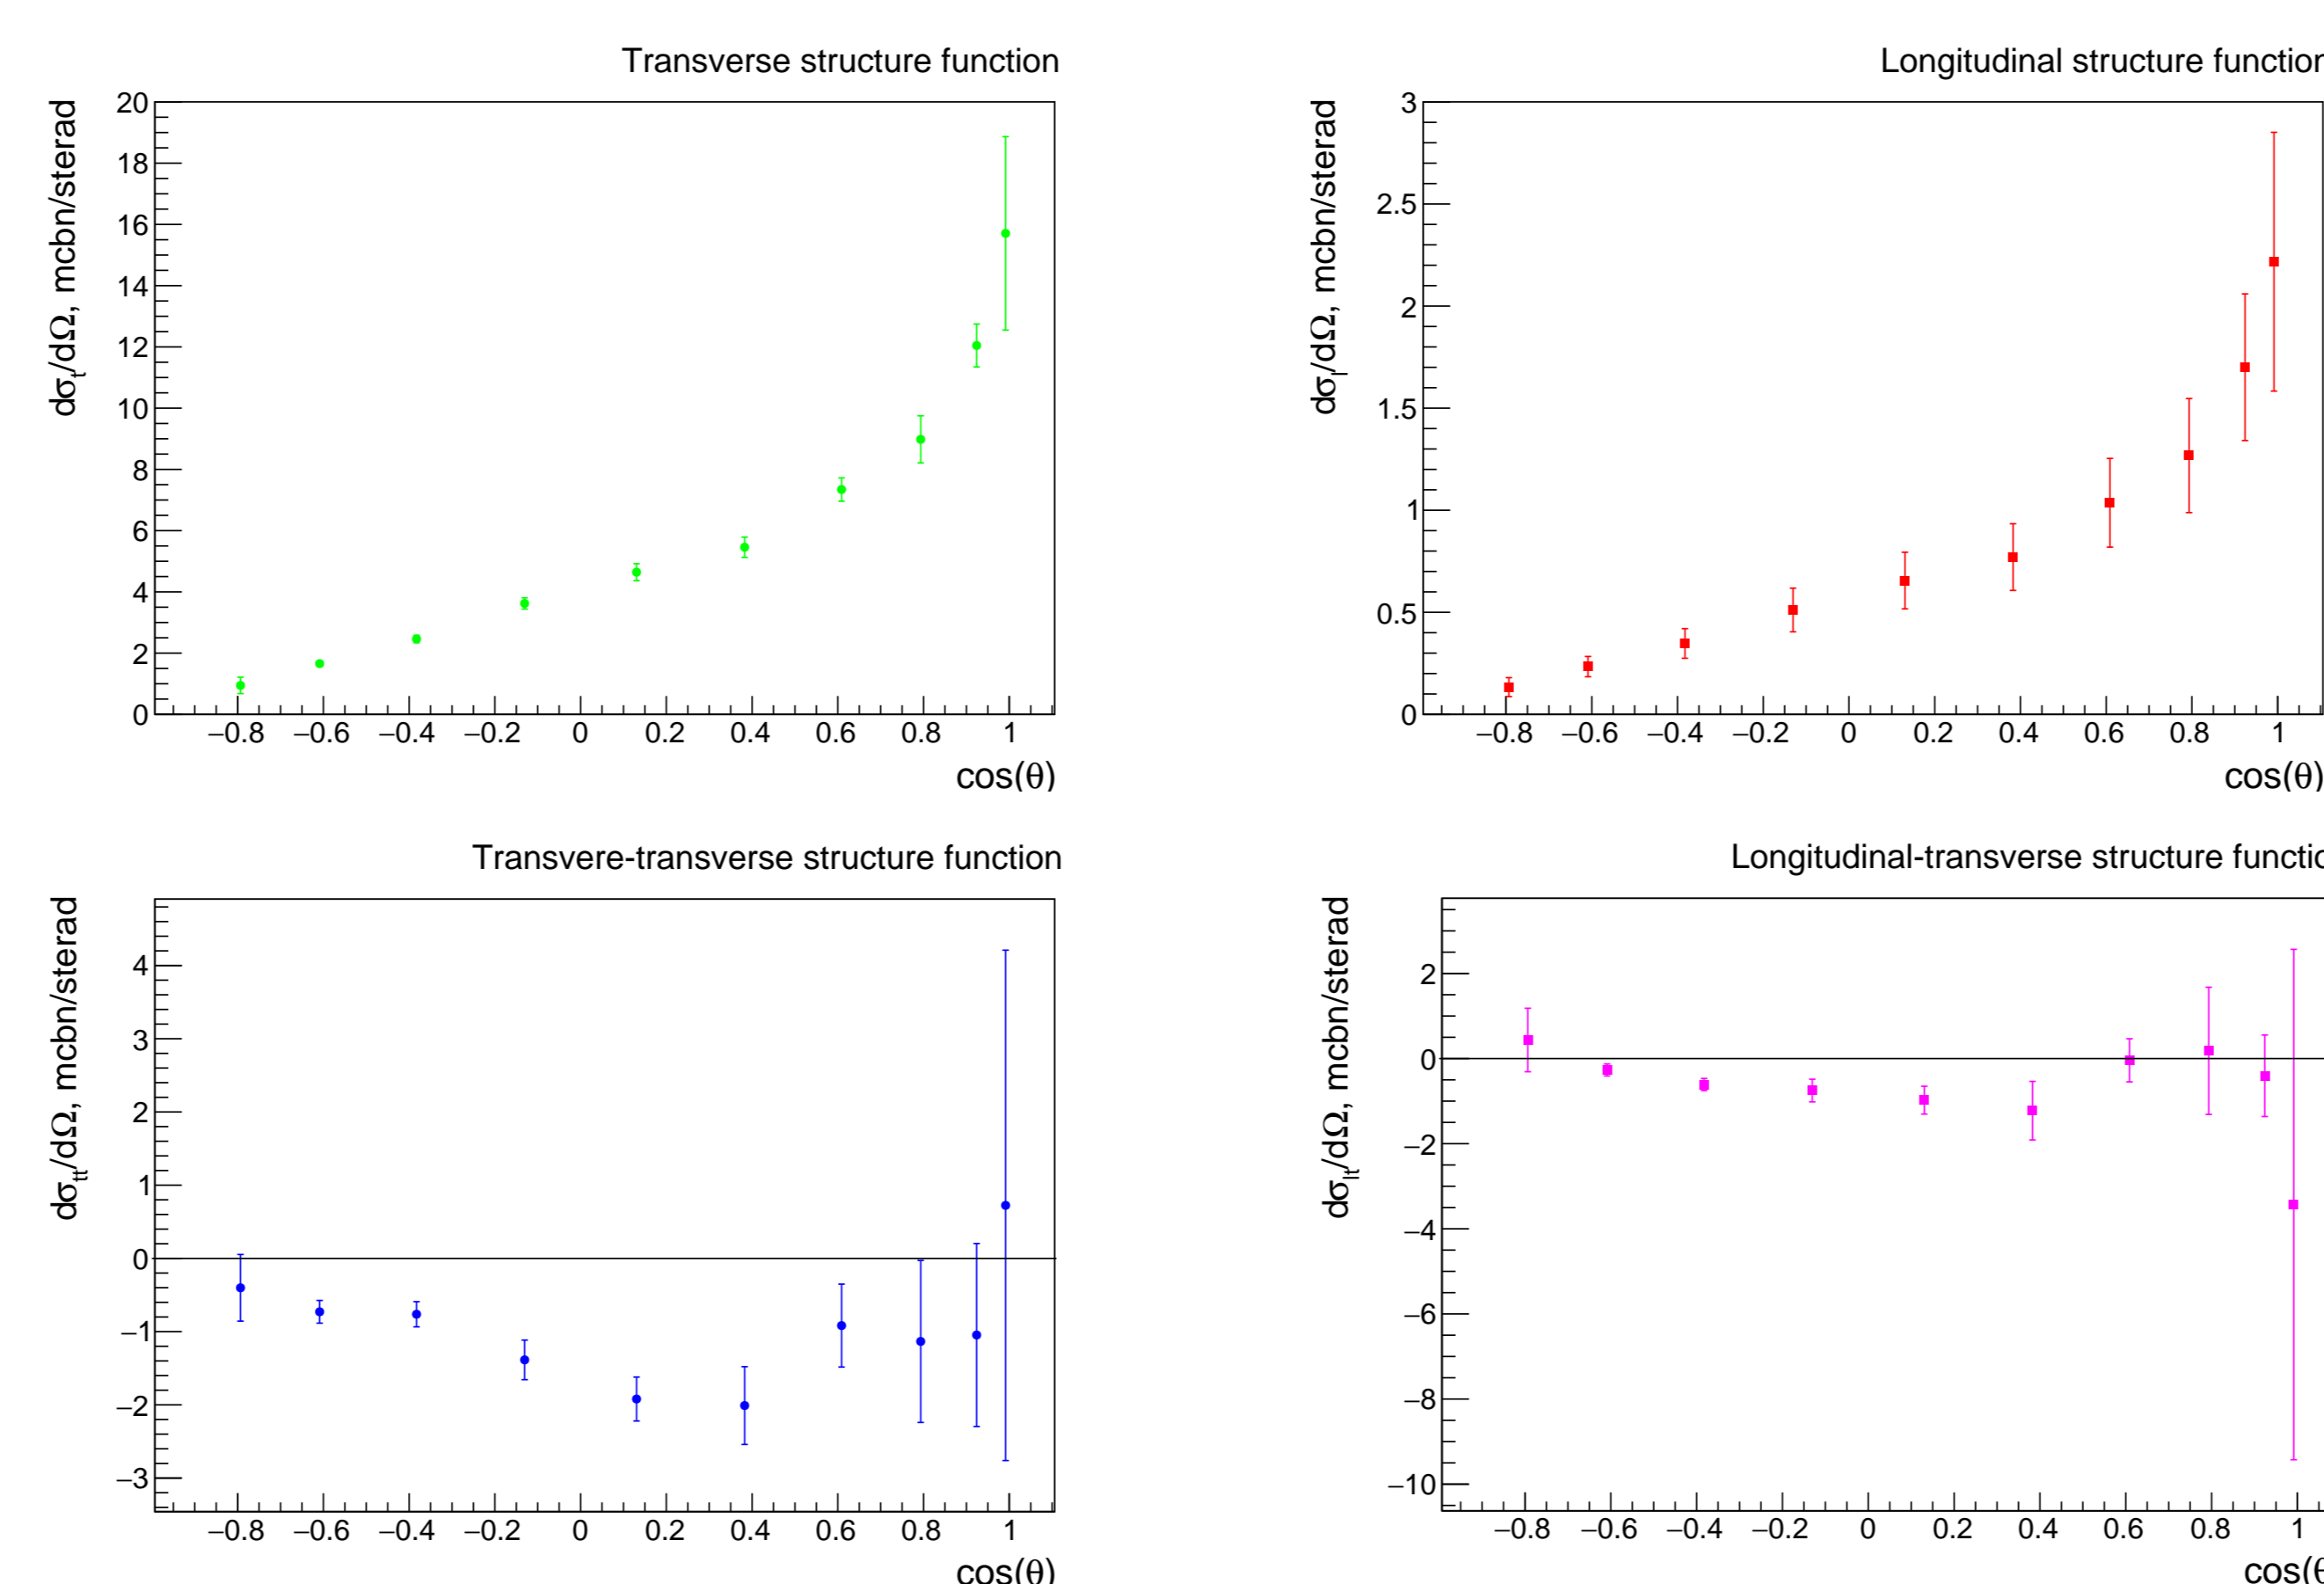 Transverse structure function
dσt/dΩ, mcbn/sterad
20
18
16
14
12
10
8
6
4
2
0
−0.8 −0.6 −0.4 −0.2 0 0.2 0.4 0.6 0.8 1
cos(θ)
Longitudinal structure function
dσl/dΩ, mcbn/sterad
3
2.5
2
1.5
1
0.5
0
−0.8 −0.6 −0.4 −0.2 0 0.2 0.4 0.6 0.8 1
cos(θ)
Transvere-transverse structure function
dσtt/dΩ, mcbn/sterad
4
3
2
1
0
−1
−2
−3
−0.8 −0.6 −0.4 −0.2 0 0.2 0.4 0.6 0.8 1
cos(θ)
Longitudinal-transverse structure functio
dσlt/dΩ, mcbn/sterad
2
0
−2
−4
−6
−8
−10
−0.8 −0.6 −0.4 −0.2 0 0.2 0.4 0.6 0.8 1
cos(θ